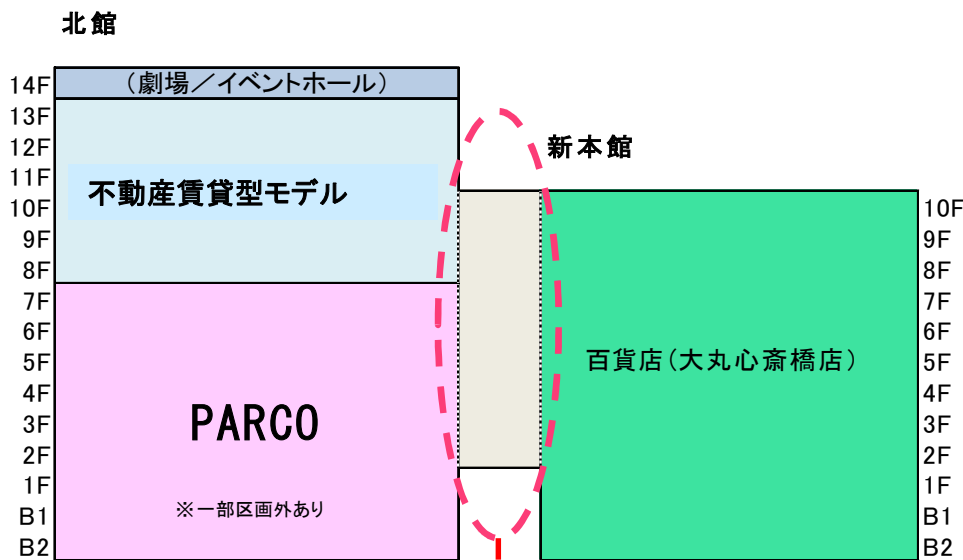 北館
14F
13F
12F
11F
10F
9F
8F
7F
6F
5F
4F
3F
2F
1F
B1
B2
(劇場／イベントホール)
不動産賃貸型モデル
PARCO
※一部区画外あり
新本館
百貨店(大丸心斎橋店)
10F
9F
8F
7F
6F
5F
4F
3F
2F
1F
B1
B2